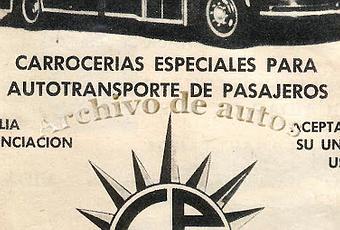 CARROCERIAS ESPECIALES PARA
AUTOTRANSPORTE DE PASAJEROS
Archivo de autos
LIA
NCIACION
ACEPTA
SU UN
US